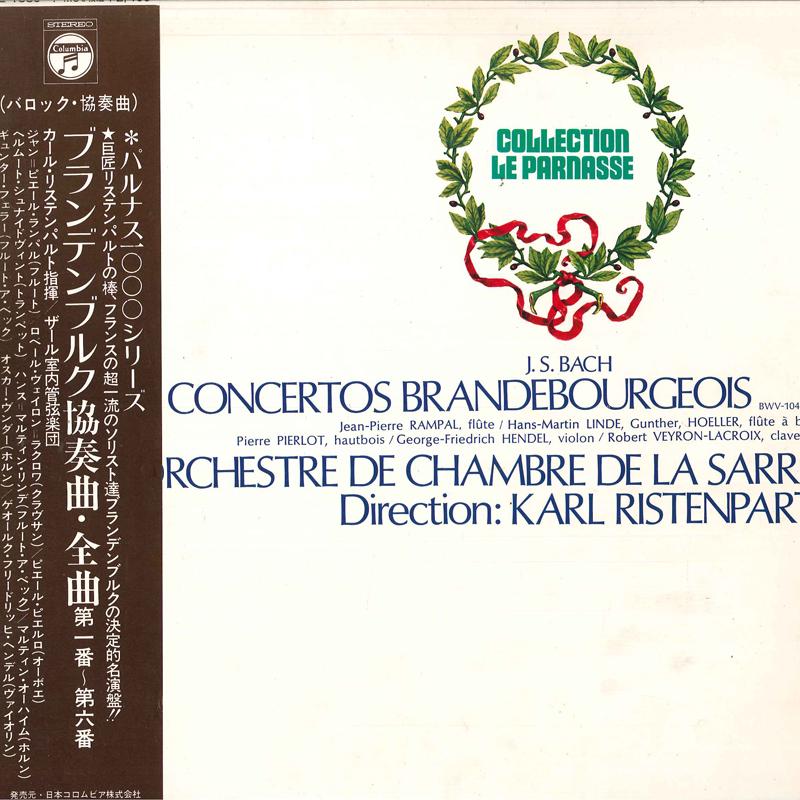 STEREO
Columbia
(バロック・協奏曲)
＊パルナス一〇〇〇シリーズ
★巨匠リステンパルトの棒、フランスの超一流のソリスト達!ブランデンブルクの決定的名演盤!!
ブランデンブルク協奏曲・全曲 第一番～第六番
カール・リステンパルト指揮/ザール室内管弦楽団
ジャン=ピエール・ランパル(フルート) ロベール・ヴェイロン=ラクロワ(クラヴサン)/ピエール・ピエルロ(オーボエ)
ヘルムート・シュナイドヴィント(トランペット) ハンス=マルティン・リンデ(フルート・ア・ベック)/マルティン・オーハイム(ホルン)
ギュンター・フェラー(フルート・ア・ベック) オスカー・ヴンダー(ホルン)/ゲオールク・フリードリッヒ・ヘンデル(ヴァイオリン)
発売元・日本コロムビア株式会社
COLLECTION
LE PARNASSE
J. S. BACH
CONCERTOS BRANDEBOURGEOIS BWV-104
Jean-Pierre RAMPAL, flûte / Hans-Martin LINDE, Gunther, HOELLER, flûte à b
Pierre PIERLOT, hautbois / George-Friedrich HENDEL, violon / Robert VEYRON-LACROIX, clave
ORCHESTRE DE CHAMBRE DE LA SARR
Direction: KARL RISTENPART